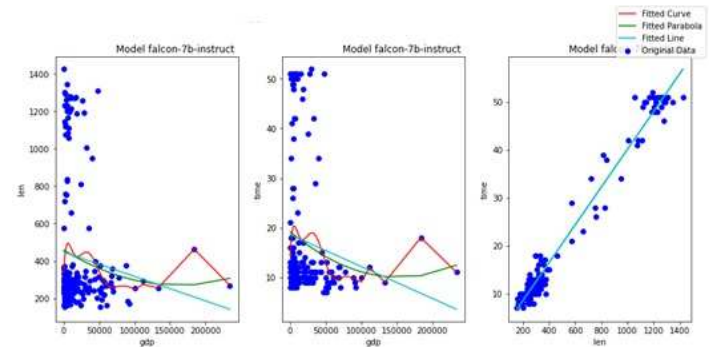 Fitted Curve
Fitted Parabola
Fitted Line
Original Data
Model falcon-7b-instruct
len
1400
1200
1000
800
600
400
200
0 50000 100000 150000 200000
gdp
Model falcon-7b-instruct
time
50
40
30
20
10
0 50000 100000 150000 200000
gdp
Model fal
time
50
40
30
20
10
200 400 600 800 1000 1200 1400
len